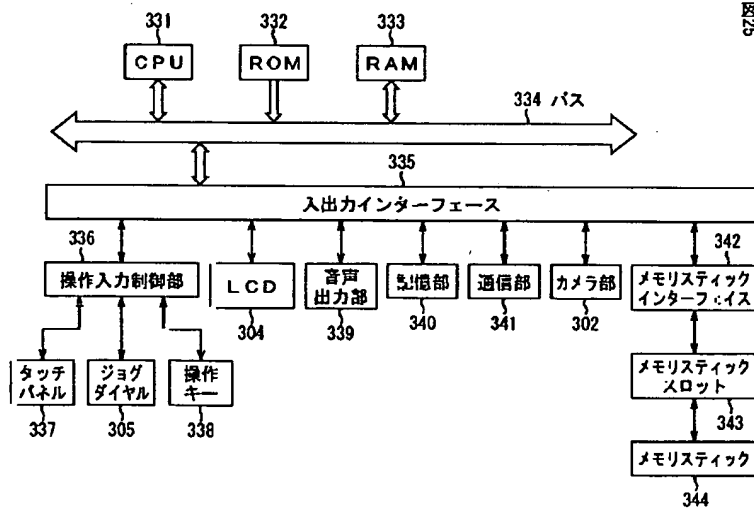 図25
331
332
333
CPU
ROM
RAM
334 バス
335
入出力インターフェース
336
342
操作入力制御部
LCD
音声
出力部
記憶部
通信部
カメラ部
メモリスティック
インターフェイス
304
339
340
341
302
タッチ
パネル
ジョグ
ダイヤル
操作
キー
メモリスティック
スロット
337
305
338
343
メモリスティック
344